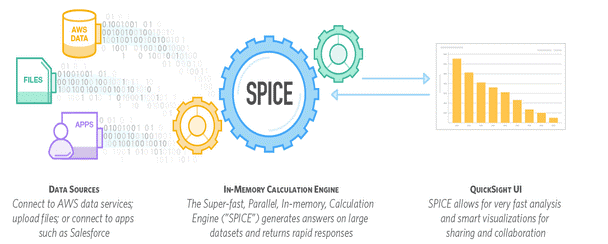 AWS
DATA
FILES
APPS
SPICE
DATA SOURCES
Connect to AWS data services;
upload files; or connect to apps
such as Salesforce
IN-MEMORY CALCULATION ENGINE
The Super-fast, Parallel, In-memory, Calculation
Engine ("SPICE") generates answers on large
datasets and returns rapid responses
QUICKSIGHT UI
SPICE allows for very fast analysis
and smart visualizations for
sharing and collaboration